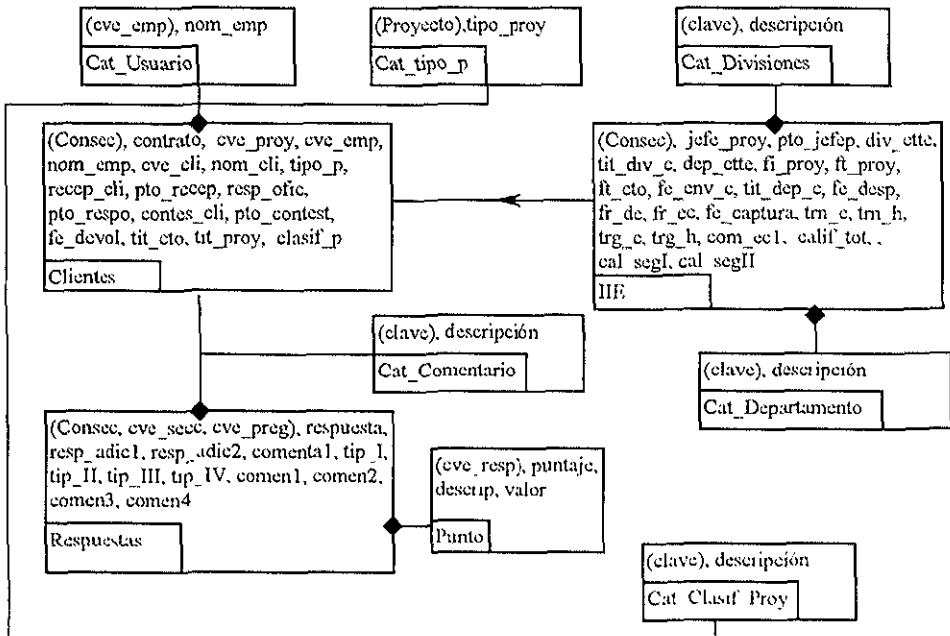 (cve_emp), nom_emp
Cat_Usuario
(Proyecto),tipo_proy
Cat_tipo_p
(clave), descripción
Cat_Divisiones
(Consec), contrato, cve_proy, cve_emp,
nom_emp, cve_cli, nom_cli, tipo_p,
recep_cli, pto_recep, resp_ofic,
pto_respo, contes_cli, pto_contest,
fe_devol, tit_cto, tit_proy, clasif_p
Clientes
(Consec), jefe_proy, pto_jefep, div_ctte,
tit_div_c, dep_ctte, fi_proy, ft_proy,
ft_cto, fe_env_c, tit_dep_c, fe_desp,
fr_de, fr_ec, fe_captura, trn_c, trn_h,
trg_c, trg_h, com_ec1, calif_tot, ,
cal_segI, cal_segII
IIE
(clave), descripción
Cat_Comentario
(clave), descripción
Cat_Departamento
(Consec, cve_secc, cve_preg), respuesta,
resp_adic1, resp_adic2, comenta1, tip_I,
tip_II, tip_III, tip_IV, comen1, comen2,
comen3, comen4
Respuestas
(cve_resp), puntaje,
descrip, valor
Punto
(clave), descripción
Cat_Clasif_Proy